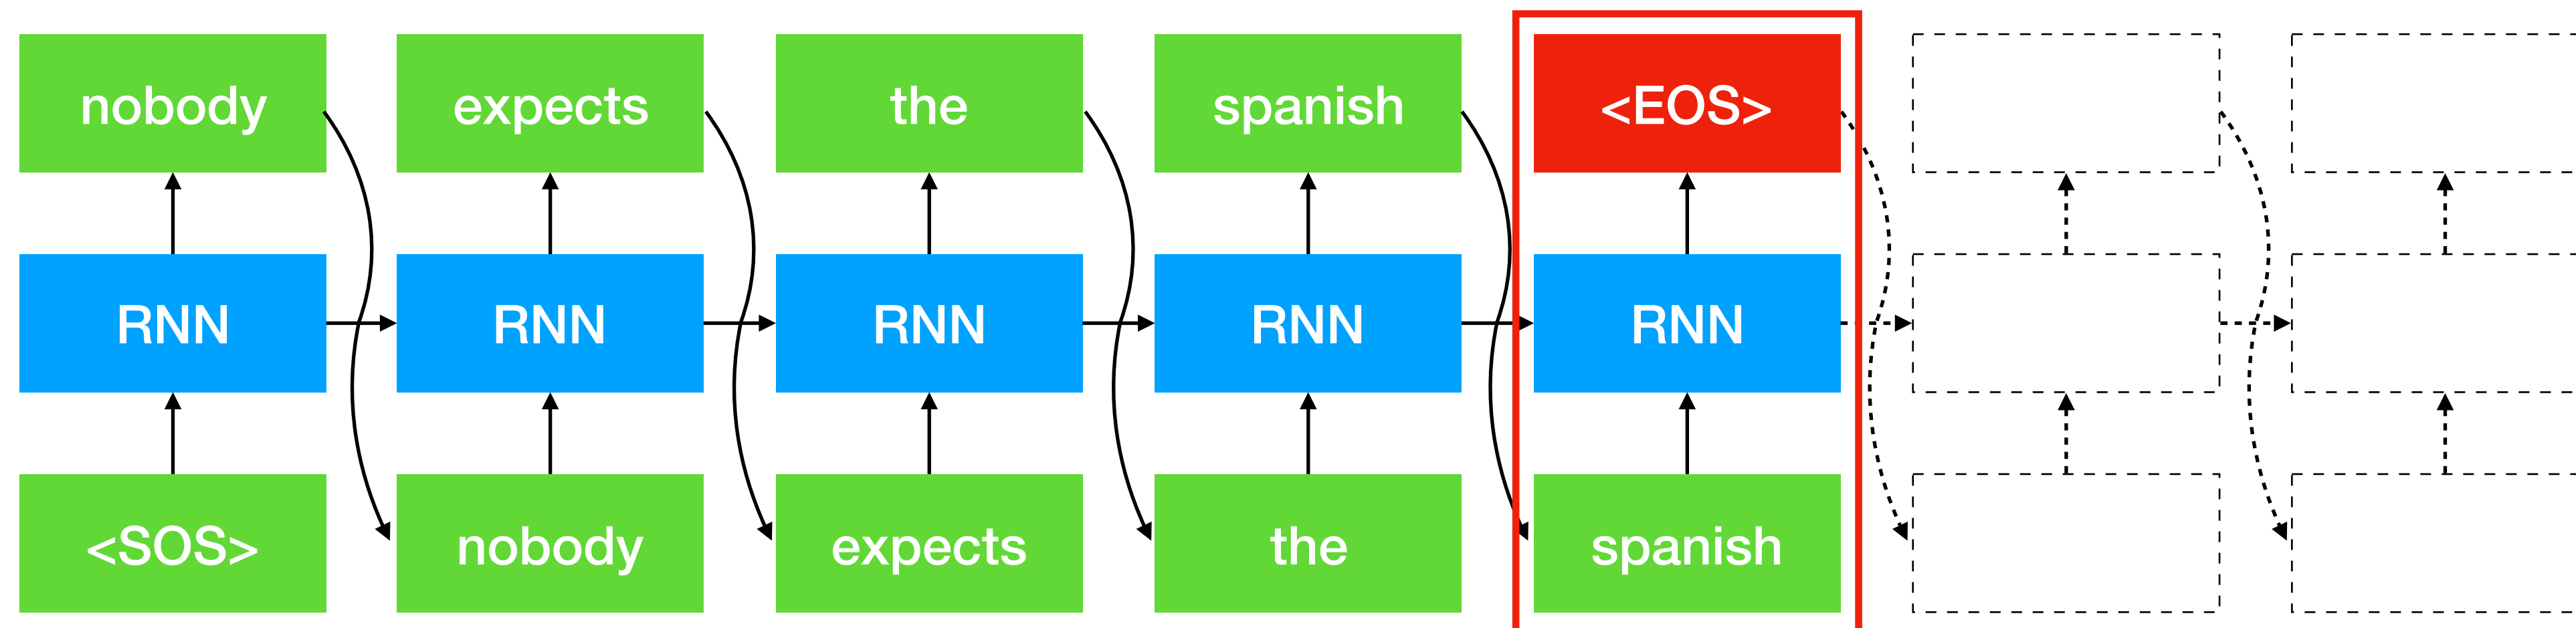 nobody expects the spanish <EOS>
RNN RNN RNN RNN RNN
<SOS> nobody expects the spanish